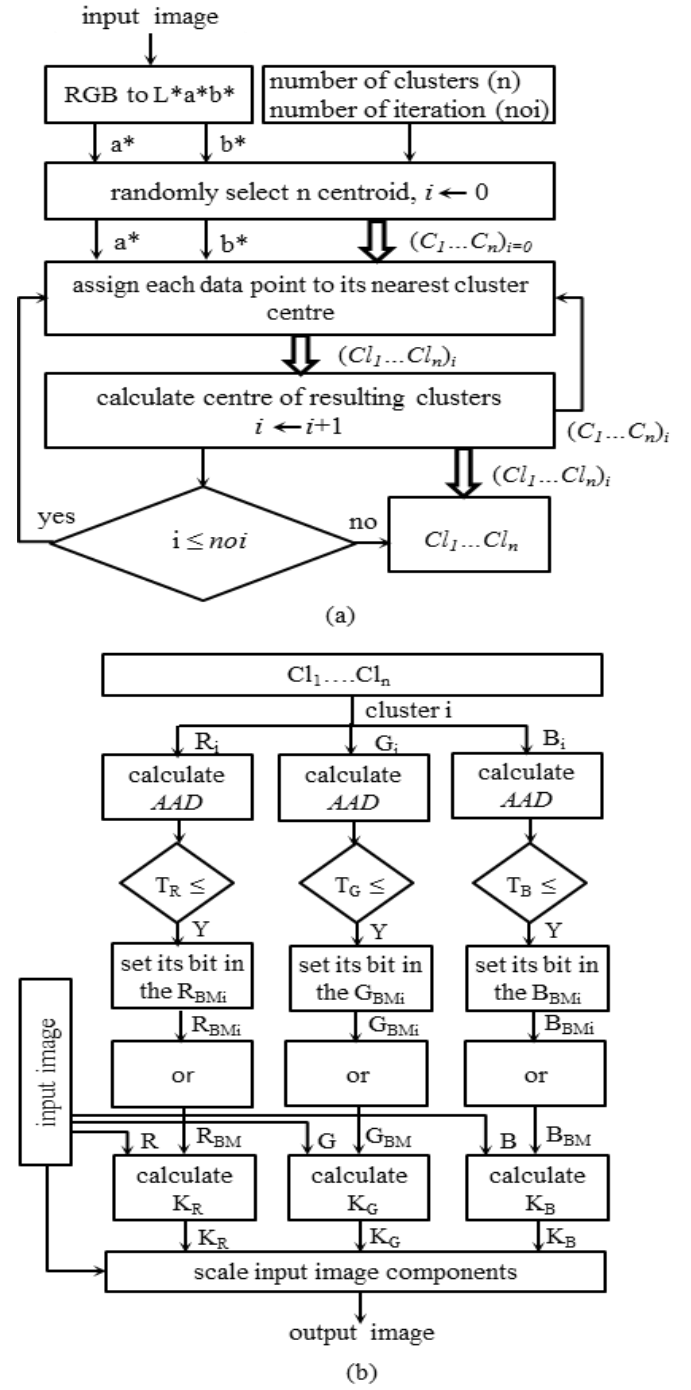 input image
RGB to L*a*b*
number of clusters (n)
number of iteration (noi)
a*
b*
randomly select n centroid, i ← 0
a*
b*
(C1...Cn)i=0
assign each data point to its nearest cluster
centre
(Cl1...Cln)i
calculate centre of resulting clusters
i ← i+1
(C1...Cn)i
(Cl1...Cln)i
yes
i ≤ noi
no
Cl1...Cln
(a)
Cl1....Cln
cluster i
Ri
Gi
Bi
calculate
AAD
calculate
AAD
calculate
AAD
TR ≤
TG ≤
TB ≤
Y
Y
Y
set its bit in
the RBMi
set its bit in
the GBMi
set its bit in
the BBMi
RBMi
GBMi
BBMi
input image
or
or
or
R
RBM
G
GBM
B
BBM
calculate
KR
calculate
KG
calculate
KB
KR
KG
KB
scale input image components
output image
(b)